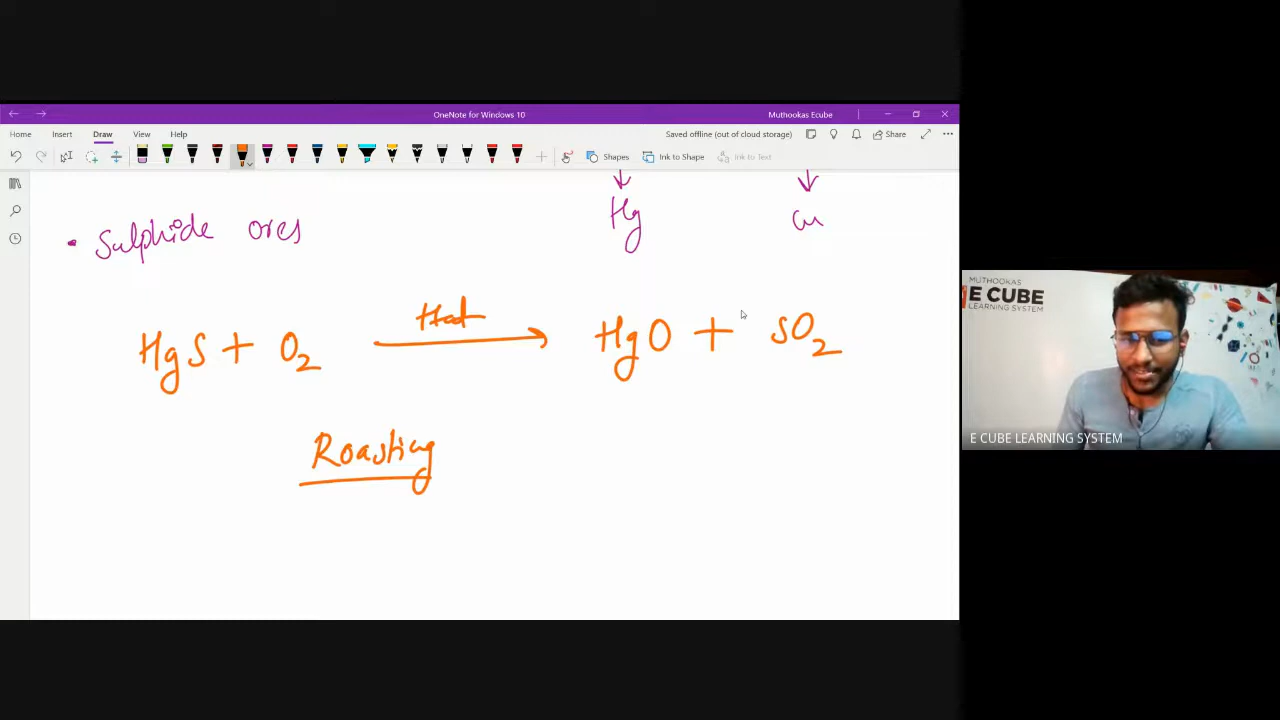 OneNote for Windows 10
Muthookas Ecube
Home Insert Draw View Help
Saved offline (out of cloud storage)
Share
Shapes
Ink to Shape
Ink to Text
↓ ↓
Hg Cu
• Sulphide ores
Heat
HgS + O₂ → HgO + SO₂
Roasting
MUTHOOKAS
E CUBE
LEARNING SYSTEM
E CUBE LEARNING SYSTEM